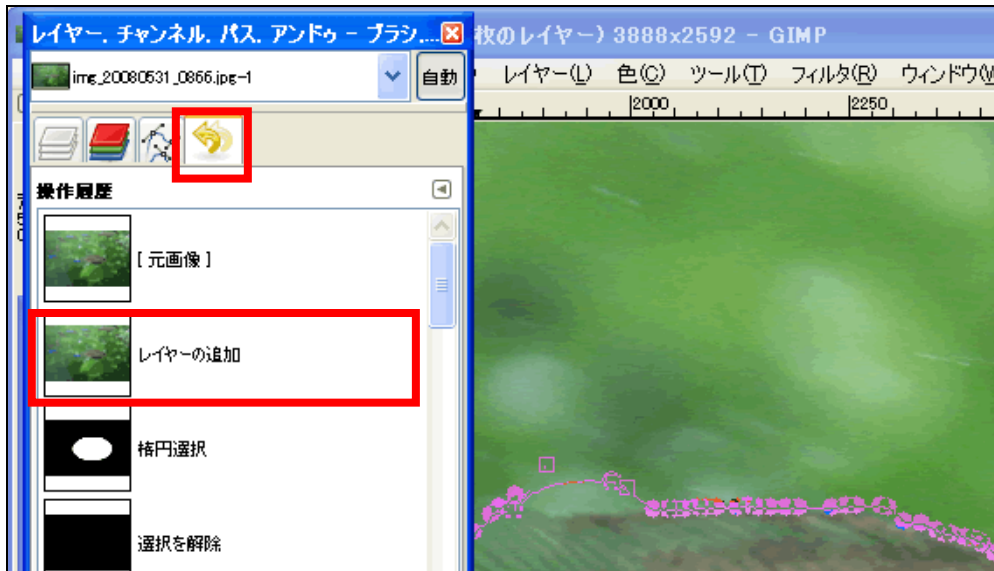 レイヤー, チャンネル, パス, アンドゥ - ブラシ,...
枚のレイヤー) 3888x2592 - GIMP
img_20080531_0866.jpg-1
自動
レイヤー(L) 色(C) ツール(T) フィルタ(R) ウィンドウ(W
2000 2250
操作履歴
[ 元画像 ]
レイヤーの追加
楕円選択
選択を解除